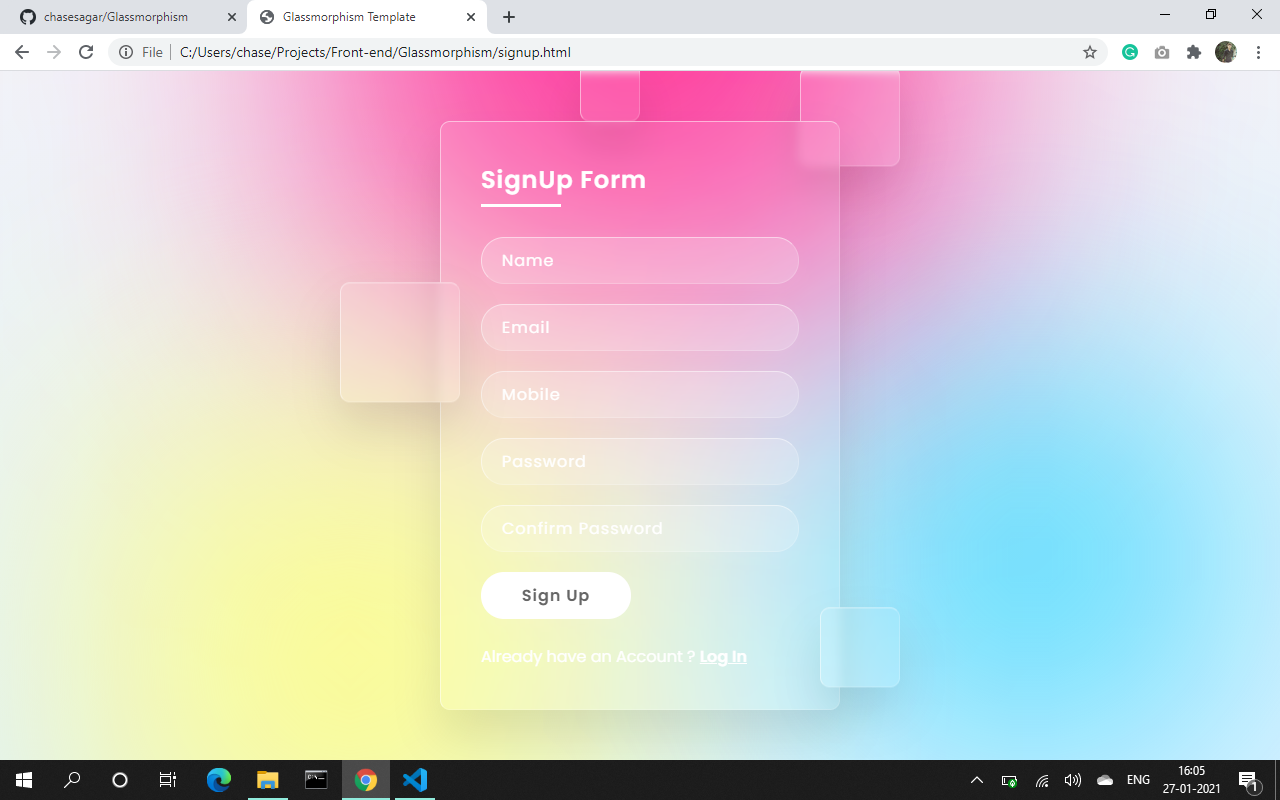 chasesagar/Glassmorphism
Glassmorphism Template
File
C:/Users/chase/Projects/Front-end/Glassmorphism/signup.html
SignUp Form
Name
Email
Mobile
Password
Confirm Password
Sign Up
Already have an Account ? Log In
ENG
16:05
27-01-2021
1